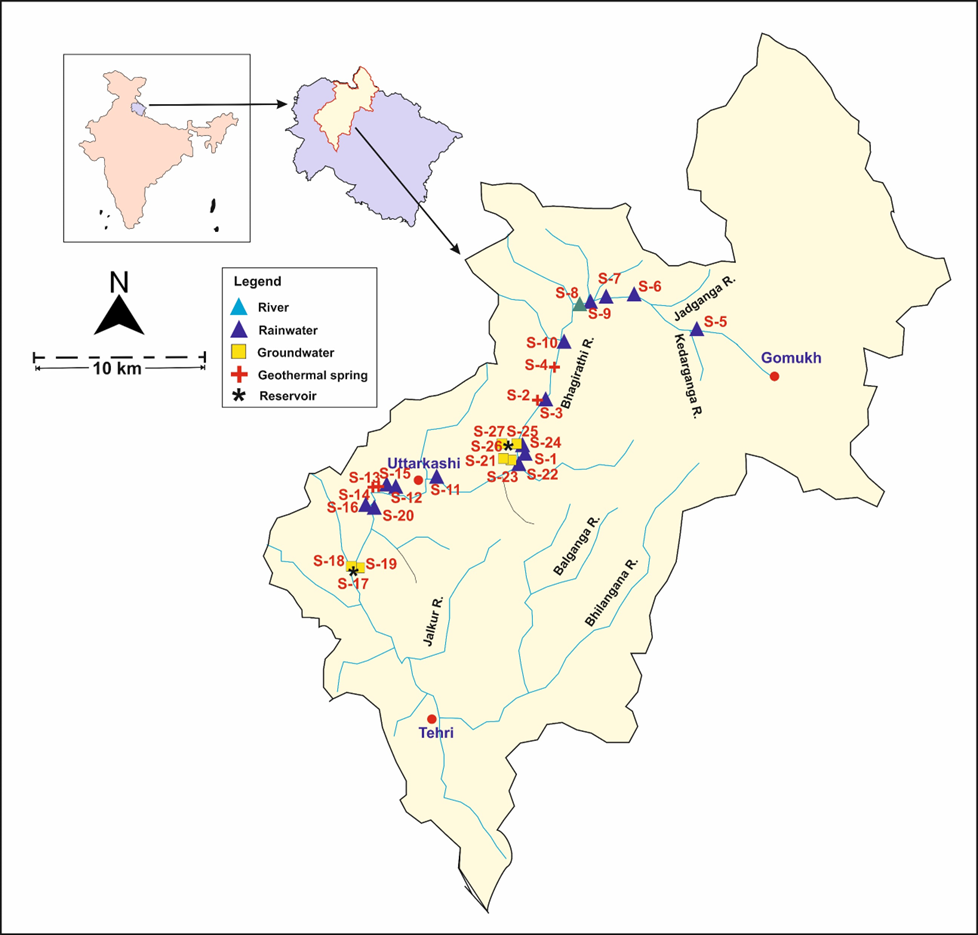 N
10 km
Legend
River
Rainwater
Groundwater
Geothermal spring
Reservoir
S-7
S-8
S-6
S-9
Jadganga R.
S-5
S-10
Kedarganga R.
Gomukh
S-4
Bhagirathi R.
S-2
S-3
S-27
S-25
S-26
S-24
S-21
S-1
S-23
S-22
Uttarkashi
S-13
S-15
S-11
S-14
S-12
S-16
S-20
Balganga R.
S-18
S-19
S-17
Bhilangana R.
Jalkur R.
Tehri